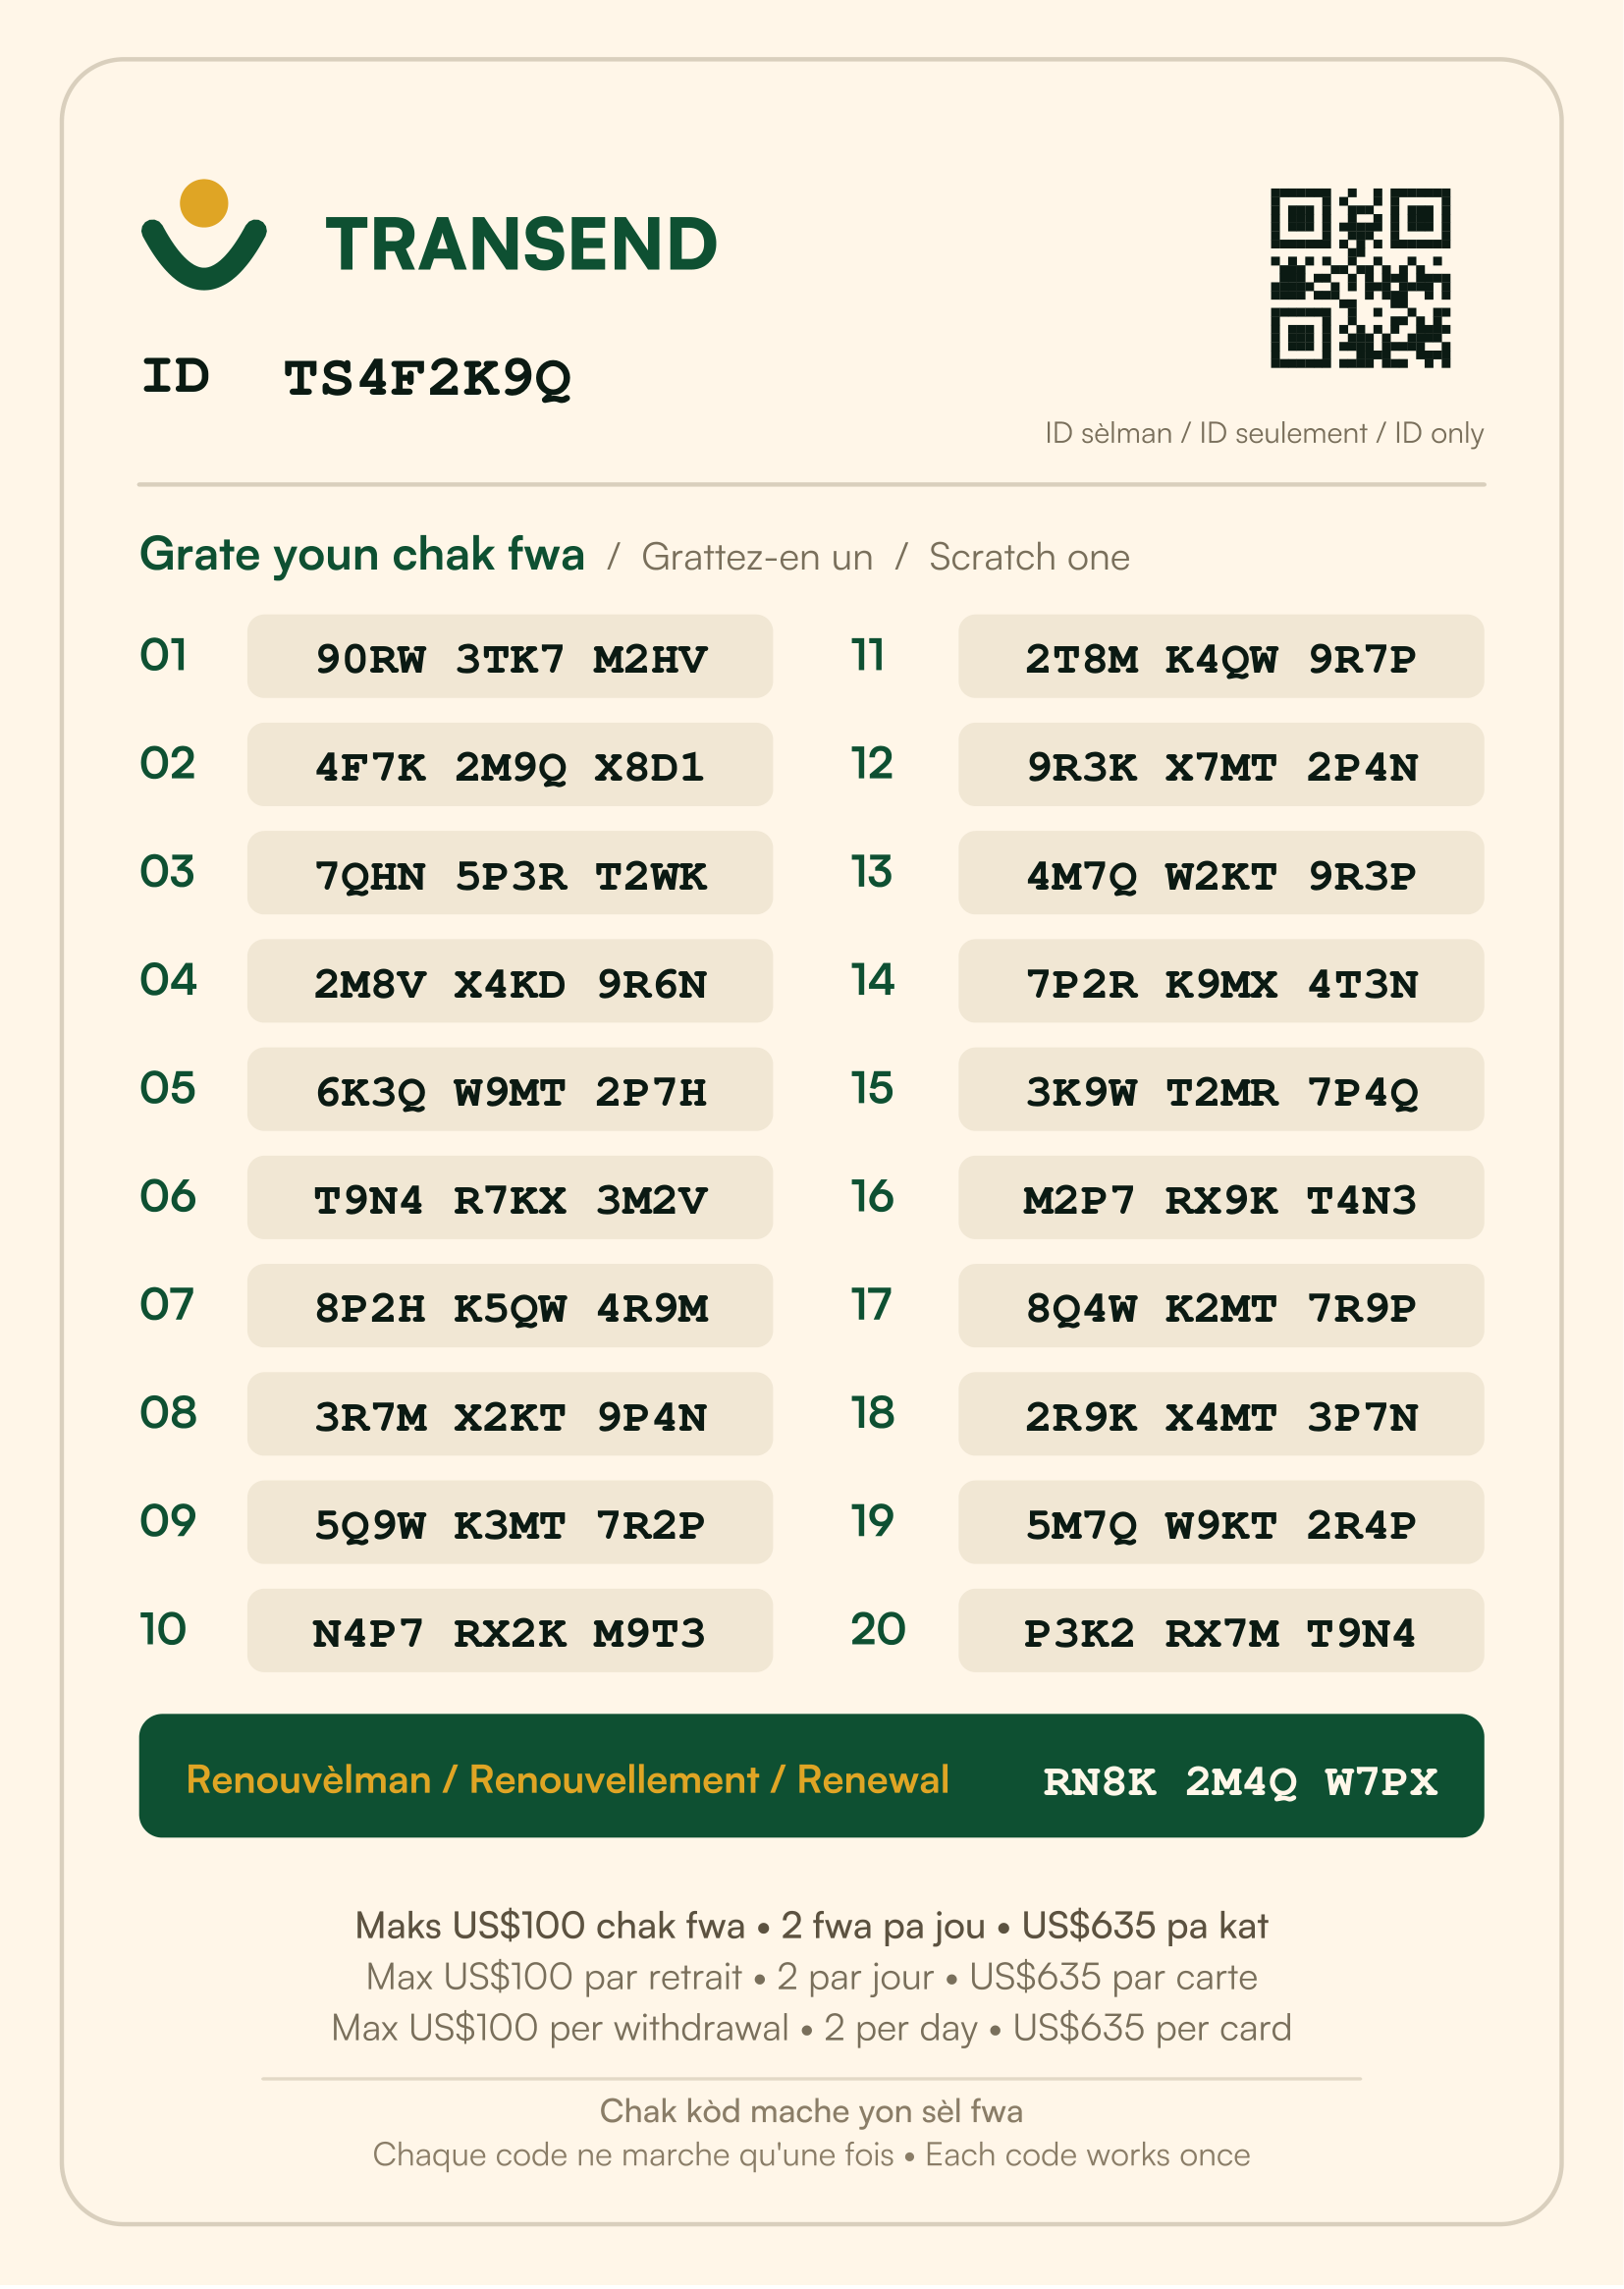 TRANSEND
ID TS4F2K9Q
ID sèlman / ID seulement / ID only
Grate youn chak fwa / Grattez-en un / Scratch one
01 90RW 3TK7 M2HV
02 4F7K 2M9Q X8D1
03 7QHN 5P3R T2WK
04 2M8V X4KD 9R6N
05 6K3Q W9MT 2P7H
06 T9N4 R7KX 3M2V
07 8P2H K5QW 4R9M
08 3R7M X2KT 9P4N
09 5Q9W K3MT 7R2P
10 N4P7 RX2K M9T3
11 2T8M K4QW 9R7P
12 9R3K X7MT 2P4N
13 4M7Q W2KT 9R3P
14 7P2R K9MX 4T3N
15 3K9W T2MR 7P4Q
16 M2P7 RX9K T4N3
17 8Q4W K2MT 7R9P
18 2R9K X4MT 3P7N
19 5M7Q W9KT 2R4P
20 P3K2 RX7M T9N4
Renouvèlman / Renouvellement / Renewal RN8K 2M4Q W7PX
Maks US$100 chak fwa • 2 fwa pa jou • US$635 pa kat
Max US$100 par retrait • 2 par jour • US$635 par carte
Max US$100 per withdrawal • 2 per day • US$635 per card
Chak kòd mache yon sèl fwa
Chaque code ne marche qu'une fois • Each code works once